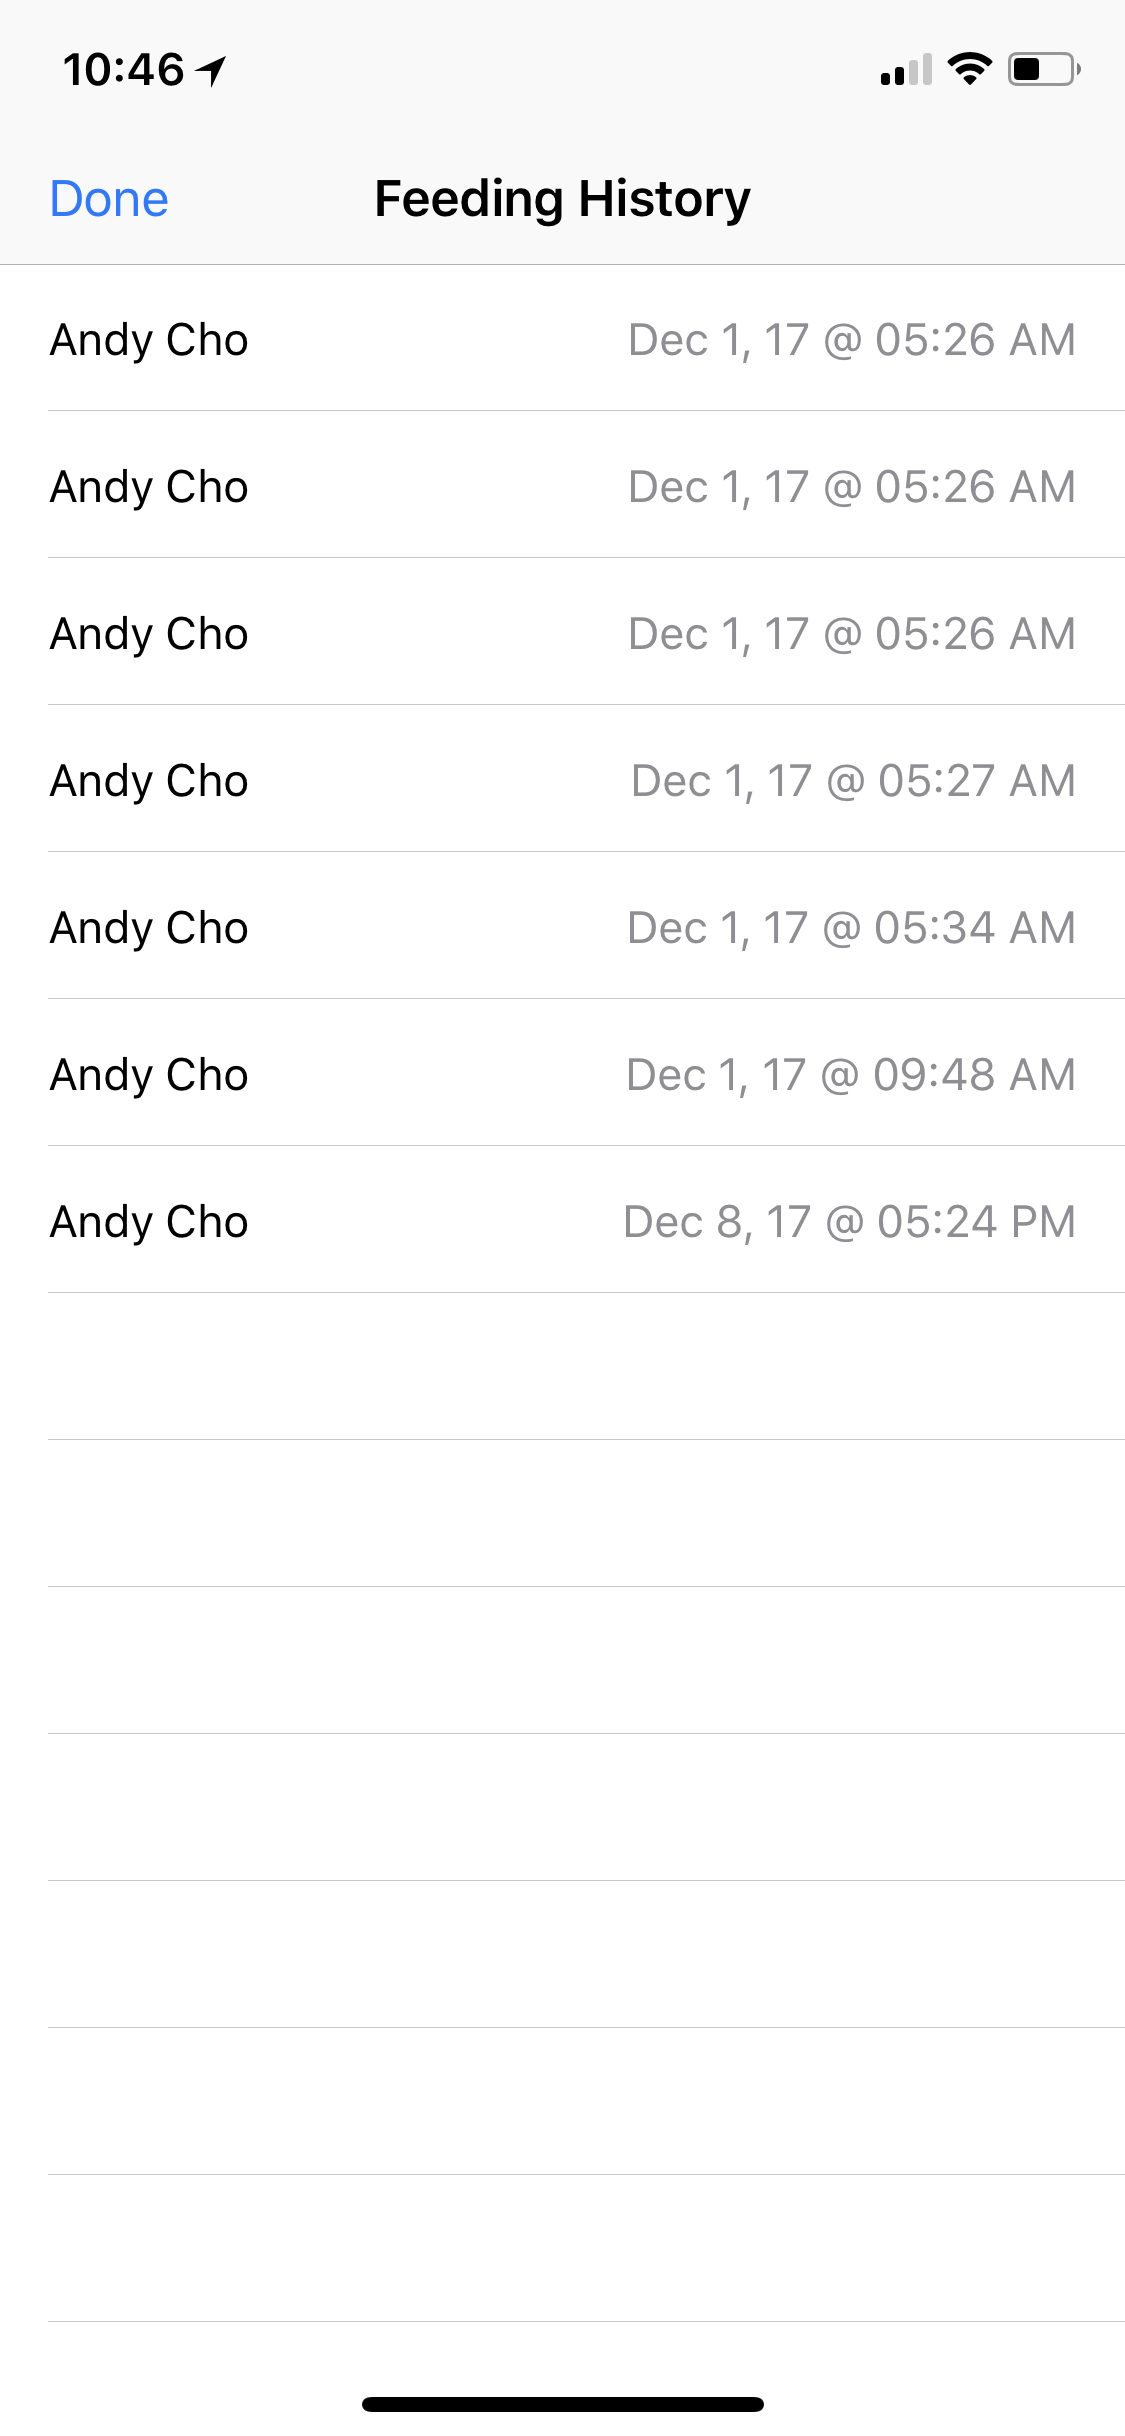 10:46
Done Feeding History
Andy Cho Dec 1, 17 @ 05:26 AM
Andy Cho Dec 1, 17 @ 05:26 AM
Andy Cho Dec 1, 17 @ 05:26 AM
Andy Cho Dec 1, 17 @ 05:27 AM
Andy Cho Dec 1, 17 @ 05:34 AM
Andy Cho Dec 1, 17 @ 09:48 AM
Andy Cho Dec 8, 17 @ 05:24 PM